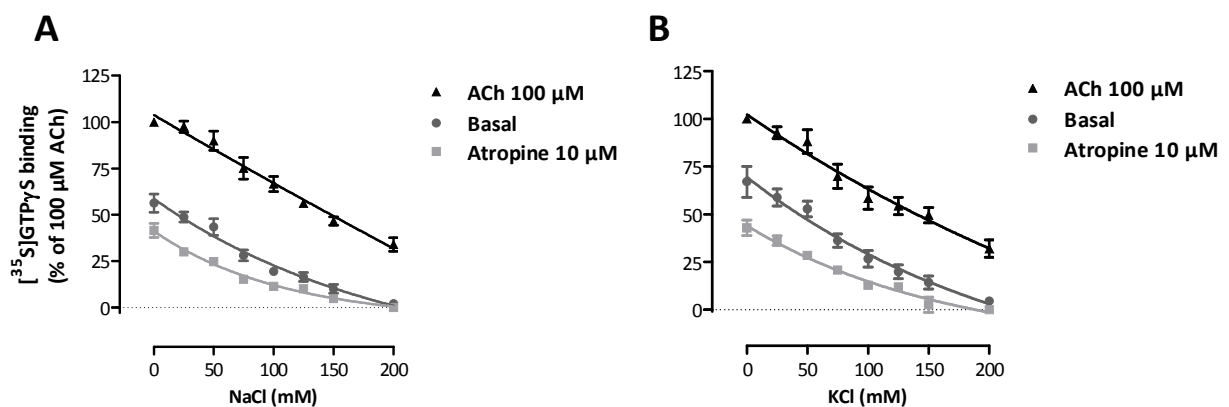 A
B
[³⁵S]GTPγS binding
(% of 100 µM ACh)
125
100
75
50
25
0
0
50
100
150
200
NaCl (mM)
ACh 100 µM
Basal
Atropine 10 µM
125
100
75
50
25
0
0
50
100
150
200
KCl (mM)
ACh 100 µM
Basal
Atropine 10 µM